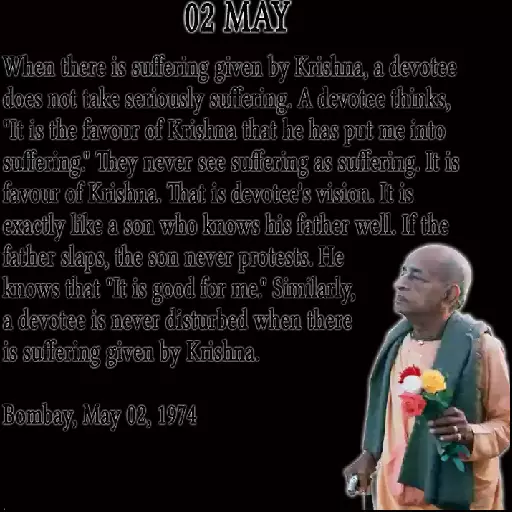 02 MAY
When there is suffering given by Krishna, a devotee
does not take seriously suffering. A devotee thinks,
"It is the favour of Krishna that he has put me into
suffering." They never see suffering as suffering. It is
favour of Krishna. That is devotee's vision. It is
exactly like a son who knows his father well. If the
father slaps, the son never protests. He
knows that "It is good for me." Similarly,
a devotee is never disturbed when there
is suffering given by Krishna.
Bombay, May 02, 1974